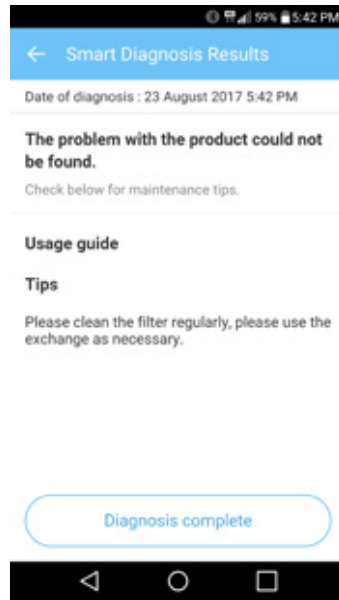 59% 5:42 PM
Smart Diagnosis Results
Date of diagnosis : 23 August 2017 5:42 PM
The problem with the product could not
be found.
Check below for maintenance tips.
Usage guide
Tips
Please clean the filter regularly, please use the
exchange as necessary.
Diagnosis complete